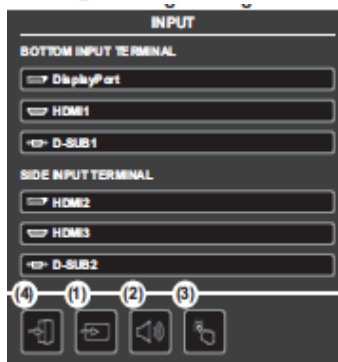 INPUT
BOTTOM INPUT TERMINAL
DisplayPort
HDMI1
D-SUB1
SIDE INPUT TERMINAL
HDMI2
HDMI3
D-SUB2
(4) (1) (2) (3)